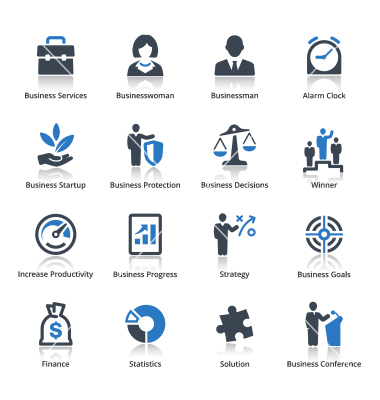 Business Services Businesswoman Businessman Alarm Clock
Business Startup Business Protection Business Decisions Winner
Increase Productivity Business Progress Strategy Business Goals
$
Finance Statistics Solution Business Conference